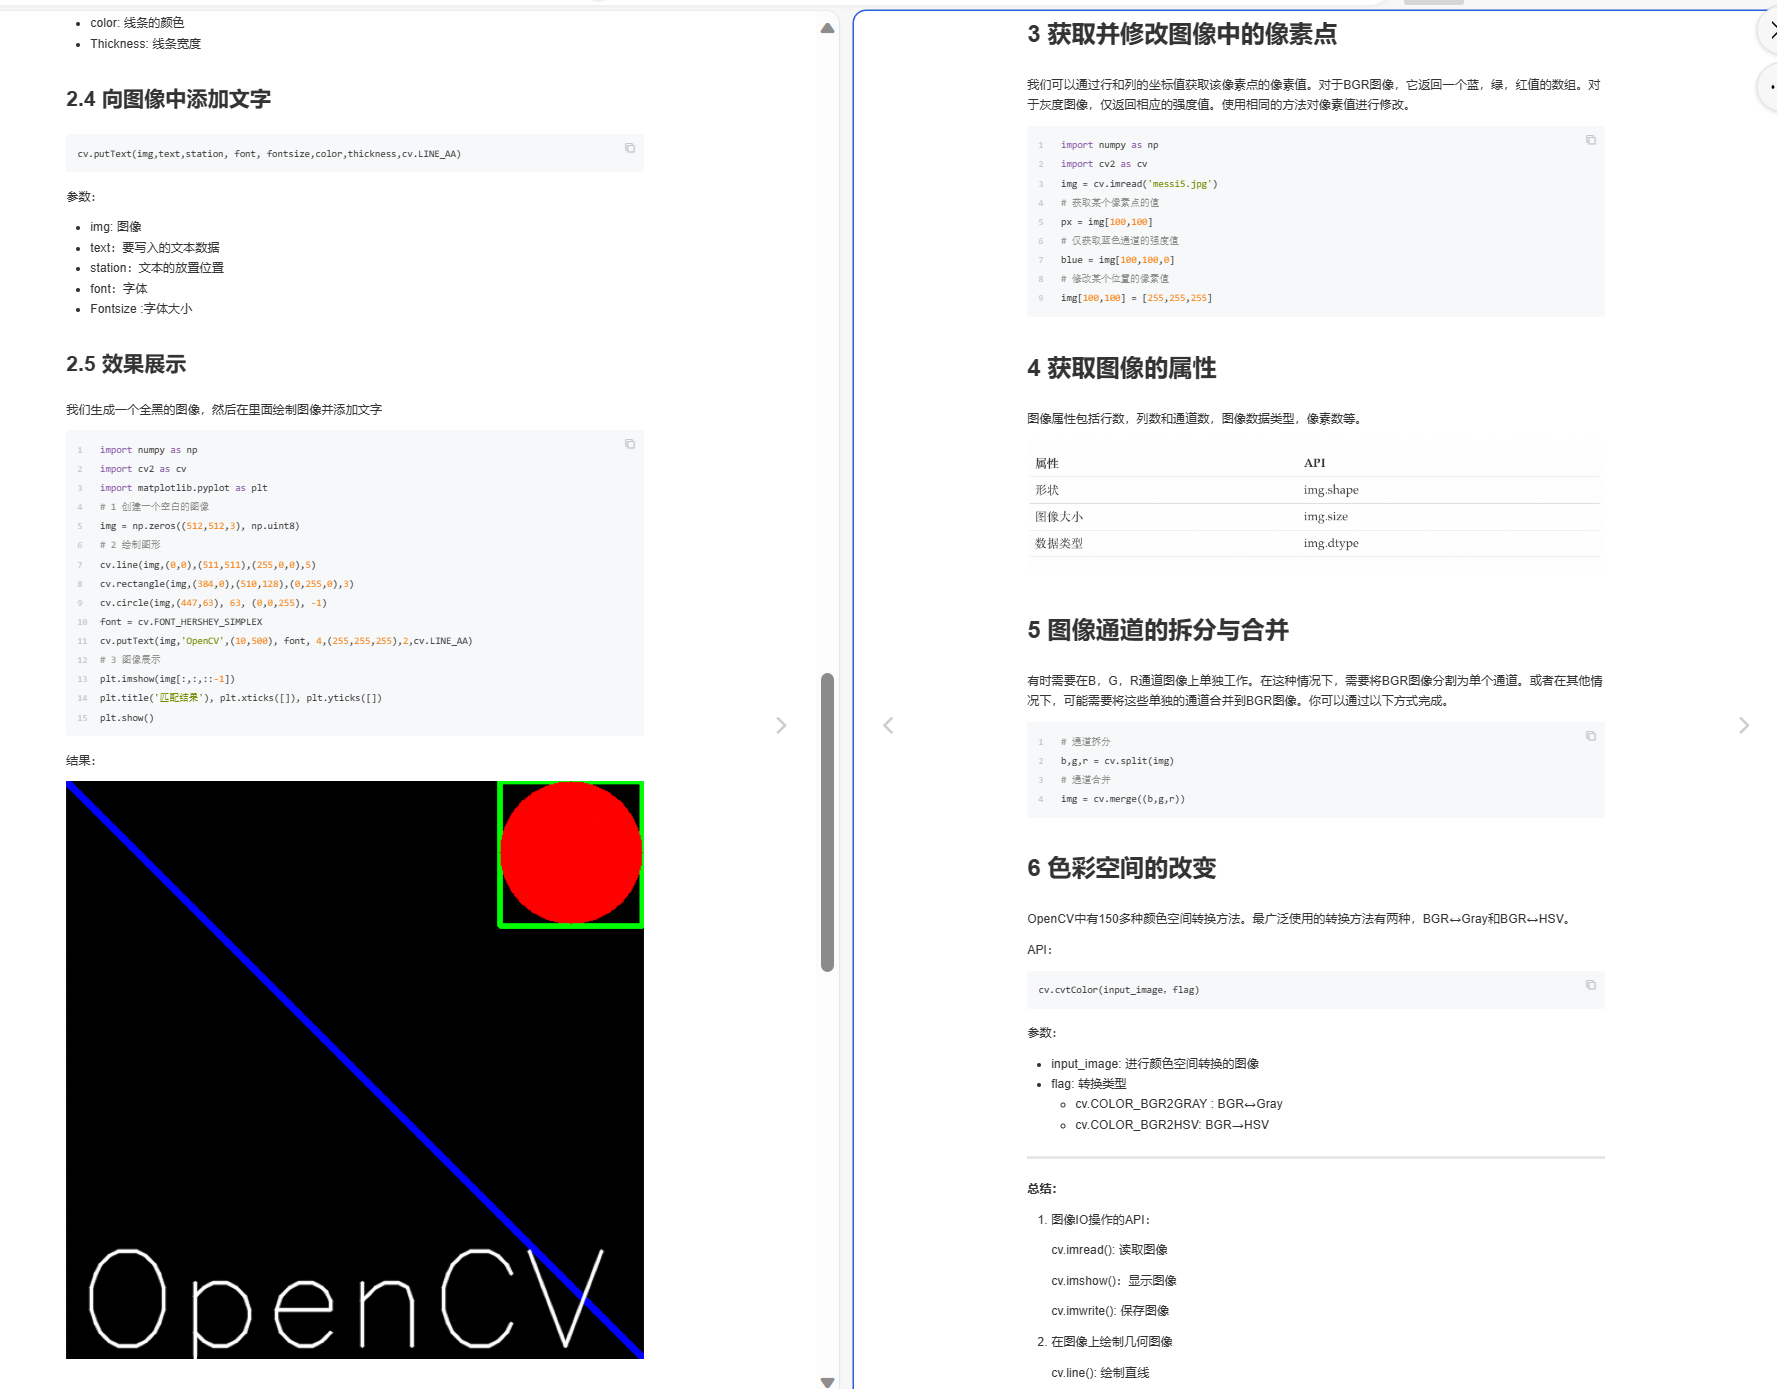 color: 线条的颜色
Thickness: 线条宽度
2.4 向图像中添加文字
cv.putText(img,text,station, font, fontsize,color,thickness,cv.LINE_AA)
参数：
img: 图像
text：要写入的文本数据
station：文本的放置位置
font：字体
Fontsize :字体大小
2.5 效果展示
我们生成一个全黑的图像，然后在里面绘制图像并添加文字
1 import numpy as np
2 import cv2 as cv
3 import matplotlib.pyplot as plt
4 # 1 创建一个空白的图像
5 img = np.zeros((512,512,3), np.uint8)
6 # 2 绘制图形
7 cv.line(img,(0,0),(511,511),(255,0,0),5)
8 cv.rectangle(img,(384,0),(510,128),(0,255,0),3)
9 cv.circle(img,(447,63), 63, (0,0,255), -1)
10 font = cv.FONT_HERSHEY_SIMPLEX
11 cv.putText(img,'OpenCV',(10,500), font, 4,(255,255,255),2,cv.LINE_AA)
12 # 3 图像展示
13 plt.imshow(img[:,:,::-1])
14 plt.title('匹配结果'), plt.xticks([]), plt.yticks([])
15 plt.show()
结果：
OpenCV
3 获取并修改图像中的像素点
我们可以通过行和列的坐标值获取该像素点的像素值。对于BGR图像，它返回一个蓝，绿，红值的数组。对
于灰度图像，仅返回相应的强度值。使用相同的方法对像素值进行修改。
1 import numpy as np
2 import cv2 as cv
3 img = cv.imread('messi5.jpg')
4 # 获取某个像素点的值
5 px = img[100,100]
6 # 仅获取蓝色通道的强度值
7 blue = img[100,100,0]
8 # 修改某个位置的像素值
9 img[100,100] = [255,255,255]
4 获取图像的属性
图像属性包括行数，列数和通道数，图像数据类型，像素数等。
属性 API
形状 img.shape
图像大小 img.size
数据类型 img.dtype
5 图像通道的拆分与合并
有时需要在B，G，R通道图像上单独工作。在这种情况下，需要将BGR图像分割为单个通道。或者在其他情
况下，可能需要将这些单独的通道合并到BGR图像。你可以通过以下方式完成。
1 # 通道拆分
2 b,g,r = cv.split(img)
3 # 通道合并
4 img = cv.merge((b,g,r))
6 色彩空间的改变
OpenCV中有150多种颜色空间转换方法。最广泛使用的转换方法有两种，BGR↔Gray和BGR↔HSV。
API：
cv.cvtColor(input_image，flag)
参数：
input_image: 进行颜色空间转换的图像
flag: 转换类型
cv.COLOR_BGR2GRAY : BGR↔Gray
cv.COLOR_BGR2HSV: BGR→HSV
总结：
1. 图像IO操作的API：
cv.imread(): 读取图像
cv.imshow()：显示图像
cv.imwrite(): 保存图像
2. 在图像上绘制几何图像
cv.line(): 绘制直线